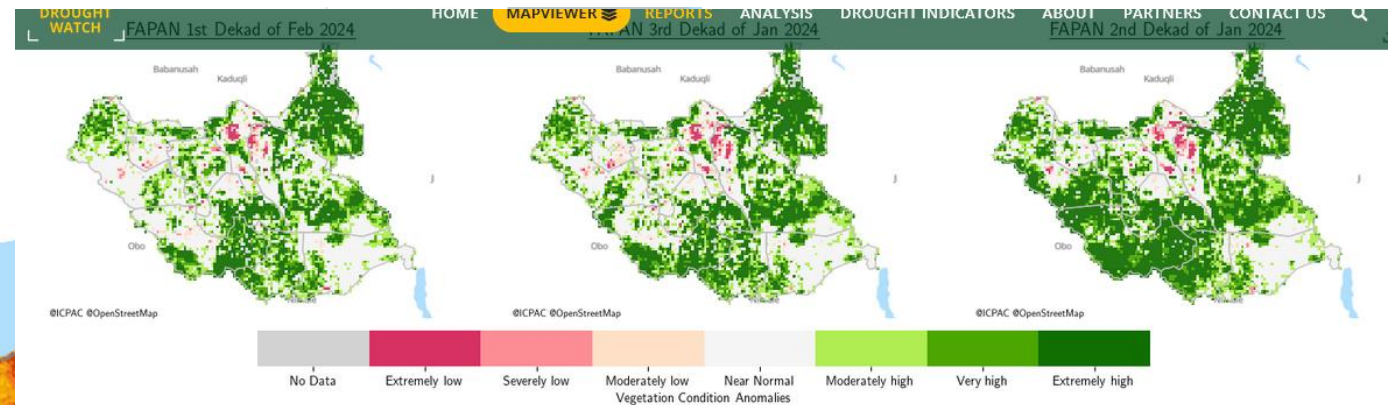 DROUGHT
WATCH
HOME MAPVIEWER REPORTS ANALYSIS DROUGHT INDICATORS ABOUT PARTNERS CONTACT US
FAPAN 1st Dekad of Feb 2024
FAPAN 3rd Dekad of Jan 2024
FAPAN 2nd Dekad of Jan 2024
Babanusah
Kaduqli
Babanusah
Kaduqli
Babanusah
Kaduqli
Obo
Obo
Obo
©ICPAC ©OpenStreetMap
©ICPAC ©OpenStreetMap
©ICPAC ©OpenStreetMap
No Data Extremely low Severely low Moderately low Near Normal Moderately high Very high Extremely high
Vegetation Condition Anomalies